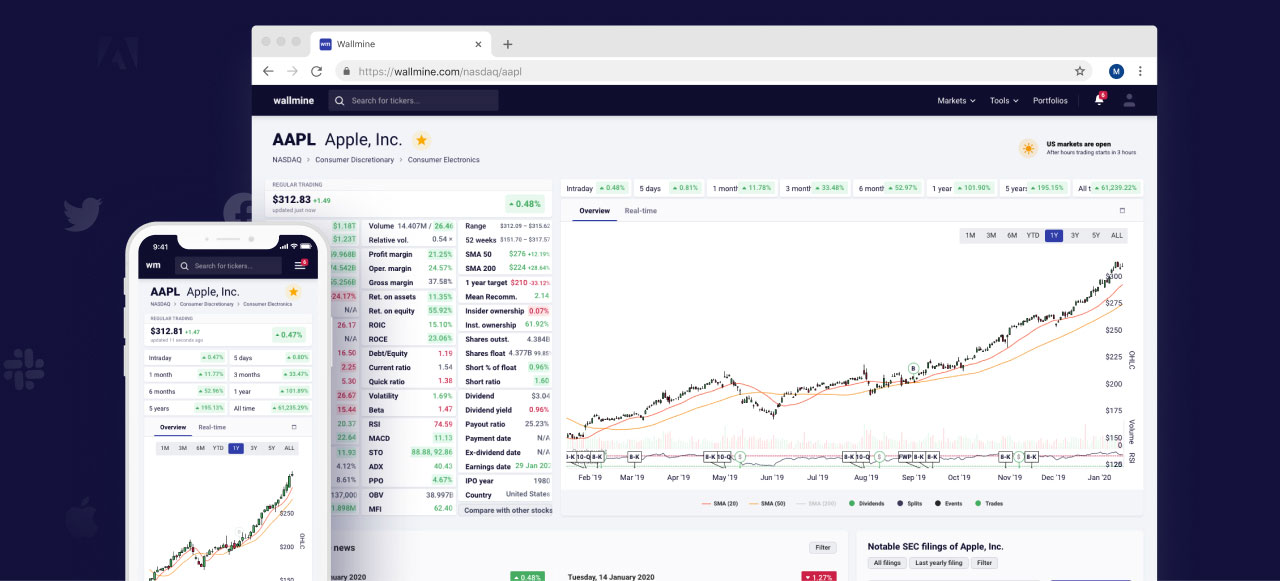 Wallmine
https://wallmine.com/nasdaq/aapl
M
wallmine
Search for tickers...
Markets
Tools
Portfolios
6
AAPL Apple, Inc.
US markets are open
After hours trading starts in 3 hours
NASDAQ > Consumer Discretionary > Consumer Electronics
REGULAR TRADING
$312.83 +1.49
updated just now
0.48%
Intraday 0.48%
5 days 0.81%
1 month 11.78%
3 month 33.48%
6 month 52.97%
1 year 101.90%
5 years 195.15%
All t 61,239.22%
Overview Real-time
1M 3M 6M YTD 1Y 3Y 5Y ALL
$1.18T Volume 14.407M / 26.46 Range $312.09 – $315.62
$1.23T Relative vol. 0.54 × 52 weeks $151.70 – $317.57
9.968B Profit margin 21.25% SMA 50 $276 +12.19%
74.542B Oper. margin 24.57% SMA 200 $224 +28.64%
55.256B Gross margin 37.58% 1 year target $210 -33.12%
-24.17% Ret. on assets 11.35% Mean Recomm. 2.14
N/A Ret. on equity 55.92% Insider ownership 0.07%
26.17 ROIC 15.10% Inst. ownership 61.92%
N/A ROCE 23.06% Shares outst. 4.384B
16.50 Debt/Equity 1.19 Shares float 4.377B 99.85
2.25 Current ratio 1.54 Short % of float 0.96%
5.30 Quick ratio 1.38 Short ratio 1.60
26.67 Volatility 1.69% Dividend $3.04
15.44 Beta 1.47 Dividend yield 0.96%
20.37 RSI 74.59 Payout ratio 25.23%
22.64 MACD 11.13 Payment date N/A
11.93 STO 88.88, 92.86 Ex-dividend date N/A
4.12% ADX 40.43 Earnings date 29 Jan 202
8.61% PPO 4.67% IPO year 1980
137,000 OBV 38.997B Country United States
1.898M MFI 62.40 Compare with other stocks
$300
$275
$250
$225
$200
$175
$150
0
$125
OHLC
Volume
RSI
B
8-K 10-Q 8-K 8-K 8-K 10-Q S 8-K 10-Q S FWP 8-K 8-K 8-K S 8-K
Feb '19 Mar '19 Apr '19 May '19 Jun '19 Jul '19 Aug '19 Sep '19 Oct '19 Nov '19 Dec '19 Jan '20
SMA (20) SMA (50) SMA (200) Dividends Splits Events Trades
news
Filter
nuary 2020
0.48%
Tuesday, 14 January 2020
1.27%
Notable SEC filings of Apple, Inc.
All filings Last yearly filing Filter
9:41
wm
Search for tickers...
6
AAPL Apple, Inc.
NASDAQ > Consumer Discretionary > Consumer Electronics
REGULAR TRADING
$312.81 +1.47
updated 11 seconds ago
0.47%
Intraday 0.47% 5 days 0.80%
1 month 11.77% 3 months 33.47%
6 months 52.96% 1 year 101.89%
5 years 195.13% All time 61,235.29%
Overview Real-time
1M 3M 6M YTD 1Y 3Y 5Y ALL
$250
$200
$150
OHLC